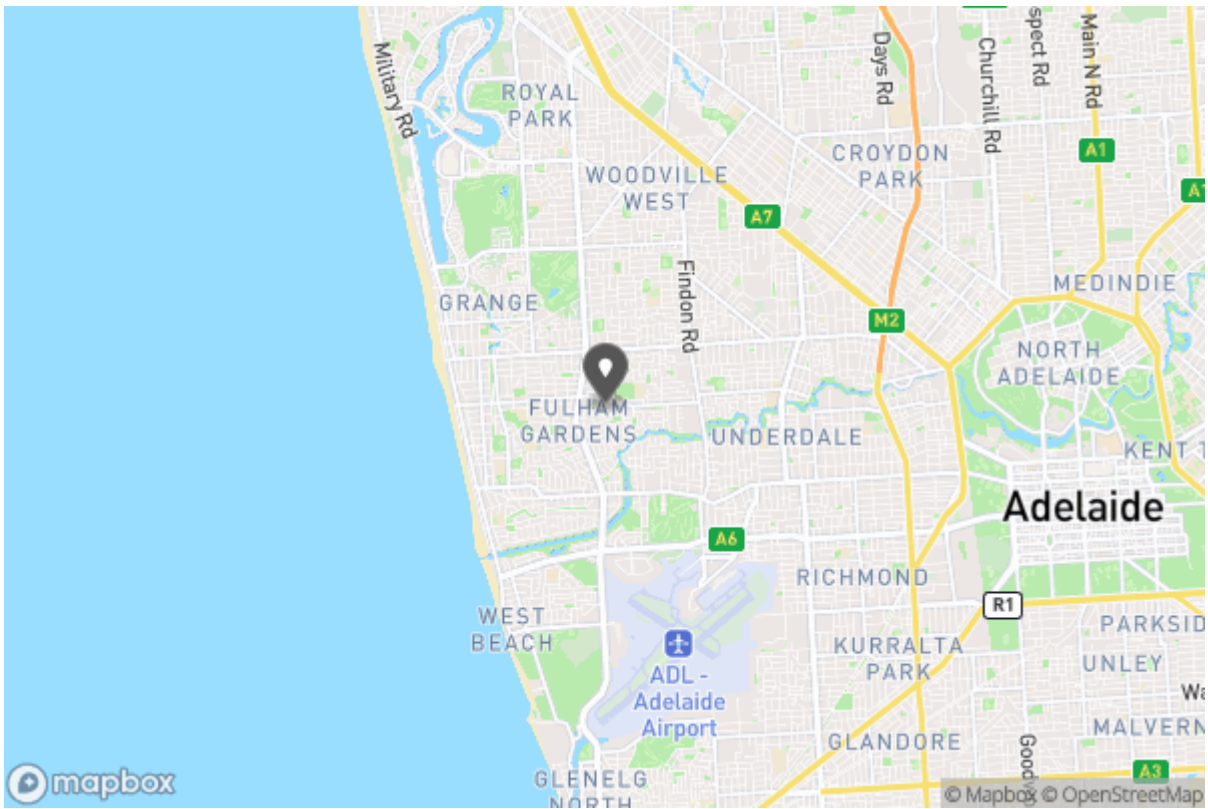 Military Rd
Days Rd
Churchill Rd
spect Rd
Main N Rd
ROYAL
PARK
CROYDON
PARK
A1
WOODVILLE
WEST
A7
Findon Rd
GRANGE
MEDINDIE
M2
NORTH
ADELAIDE
FULHAM
GARDENS
UNDERDALE
KENT T
Adelaide
A6
RICHMOND
R1
WEST
BEACH
PARKSID
KURRALTA
PARK
UNLEY
ADL -
Adelaide
Airport
MALVERN
GLANDORE
Good
A3
GLENELG
NORTH
mapbox
© Mapbox © OpenStreetMap